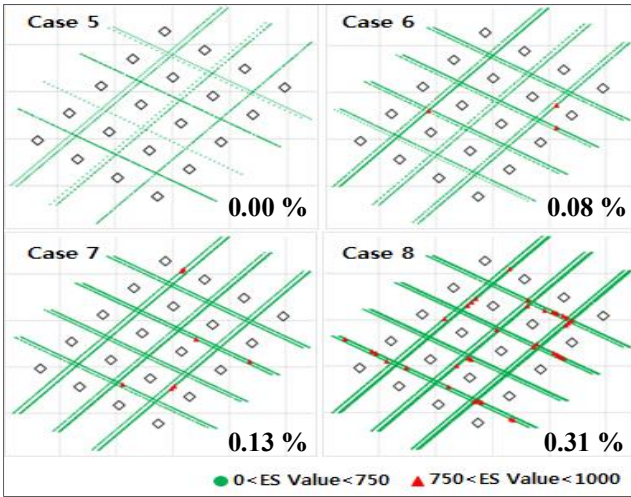 Case 5
0.00 %
Case 6
0.08 %
Case 7
0.13 %
Case 8
0.31 %
0<ES Value<750
750<ES Value<1000